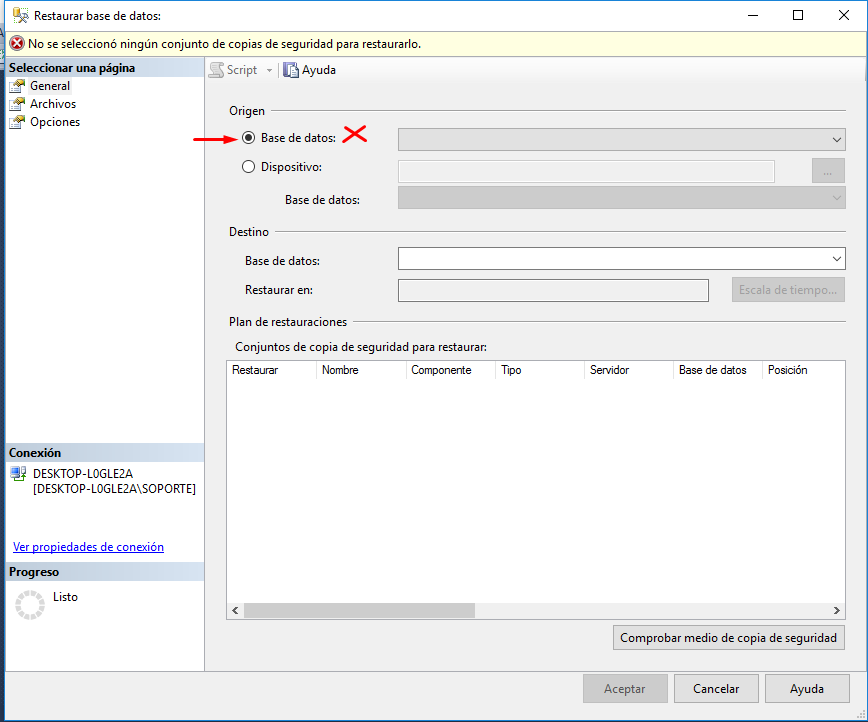 Restaurar base de datos:
No se seleccionó ningún conjunto de copias de seguridad para restaurarlo.
Seleccionar una página
General
Archivos
Opciones
Script
Ayuda
Origen
Base de datos:
Dispositivo:
...
Base de datos:
Destino
Base de datos:
Restaurar en:
Escala de tiempo...
Plan de restauraciones
Conjuntos de copia de seguridad para restaurar:
Restaurar Nombre Componente Tipo Servidor Base de datos Posición
Conexión
DESKTOP-L0GLE2A
[DESKTOP-L0GLE2A\SOPORTE]
Ver propiedades de conexión
Progreso
Listo
Comprobar medio de copia de seguridad
Aceptar Cancelar Ayuda